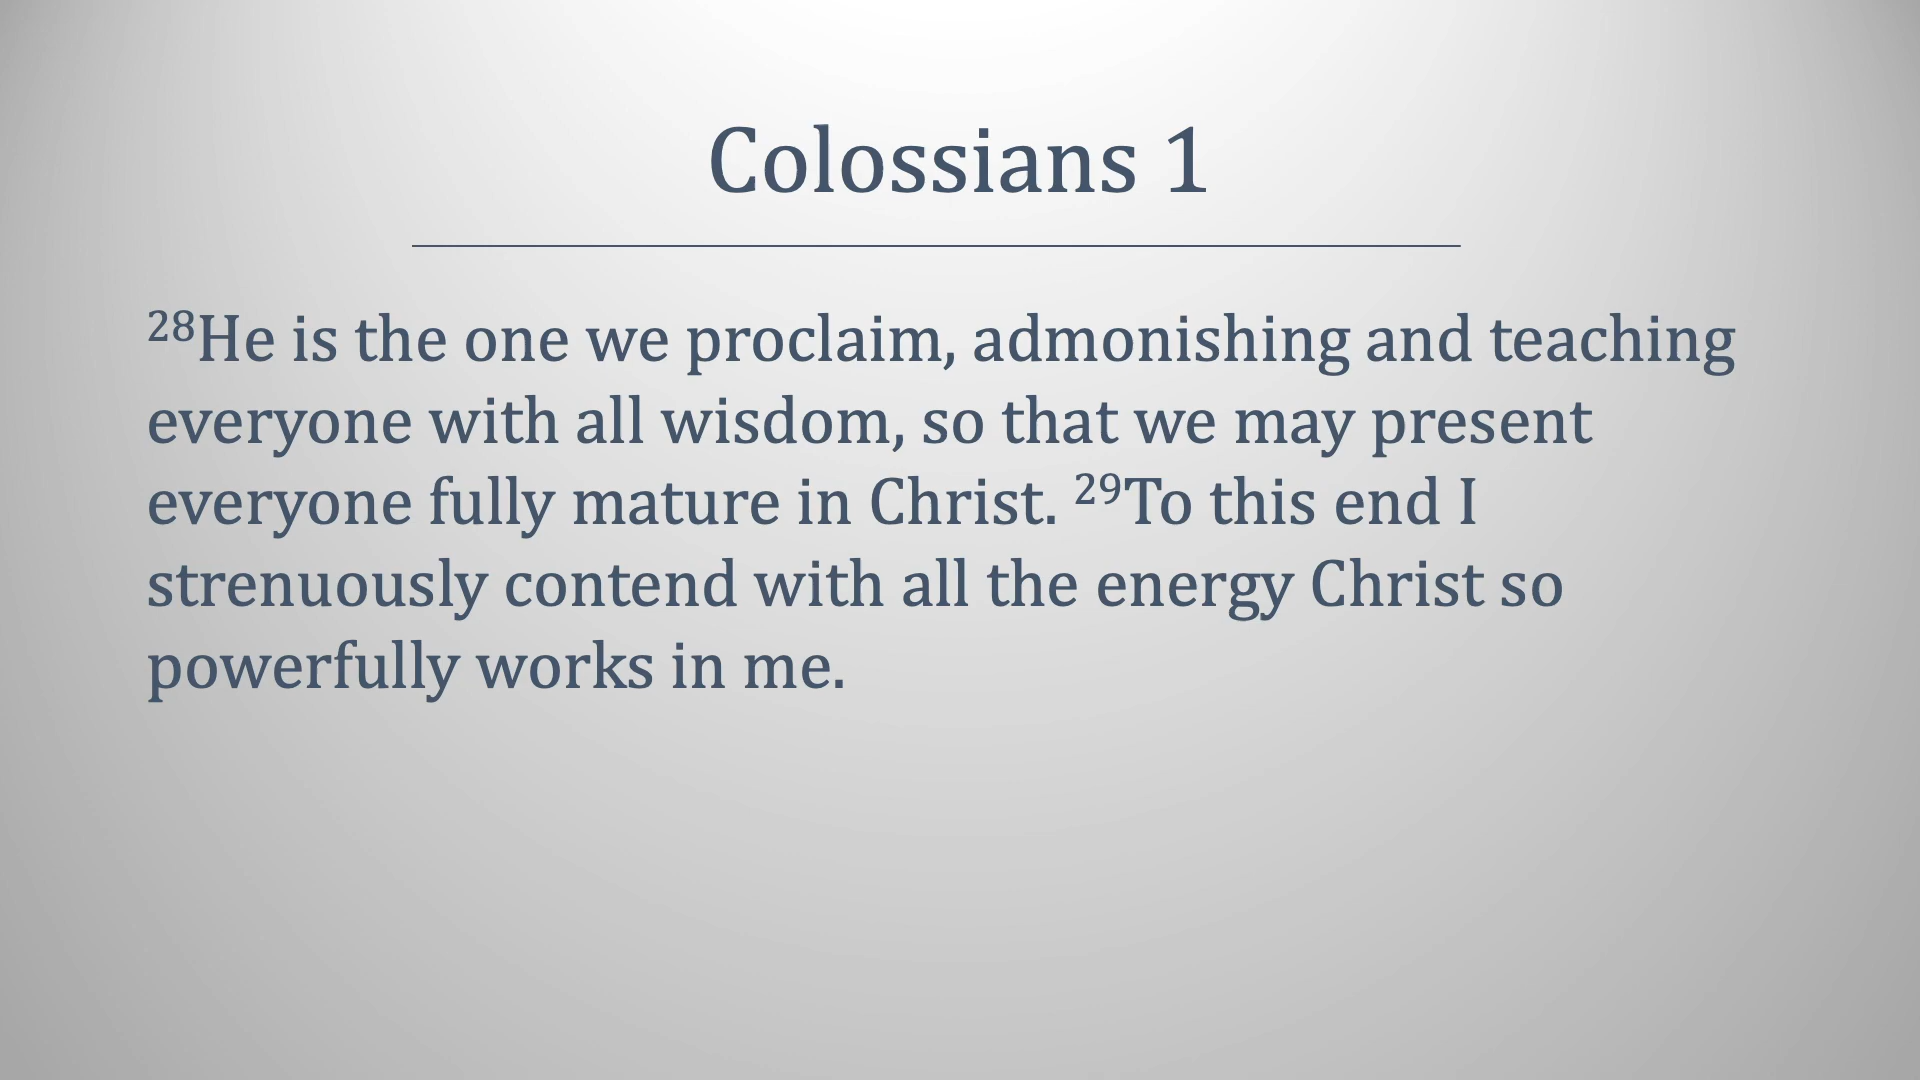 Colossians 1
²⁸He is the one we proclaim, admonishing and teaching
everyone with all wisdom, so that we may present
everyone fully mature in Christ. ²⁹To this end I
strenuously contend with all the energy Christ so
powerfully works in me.